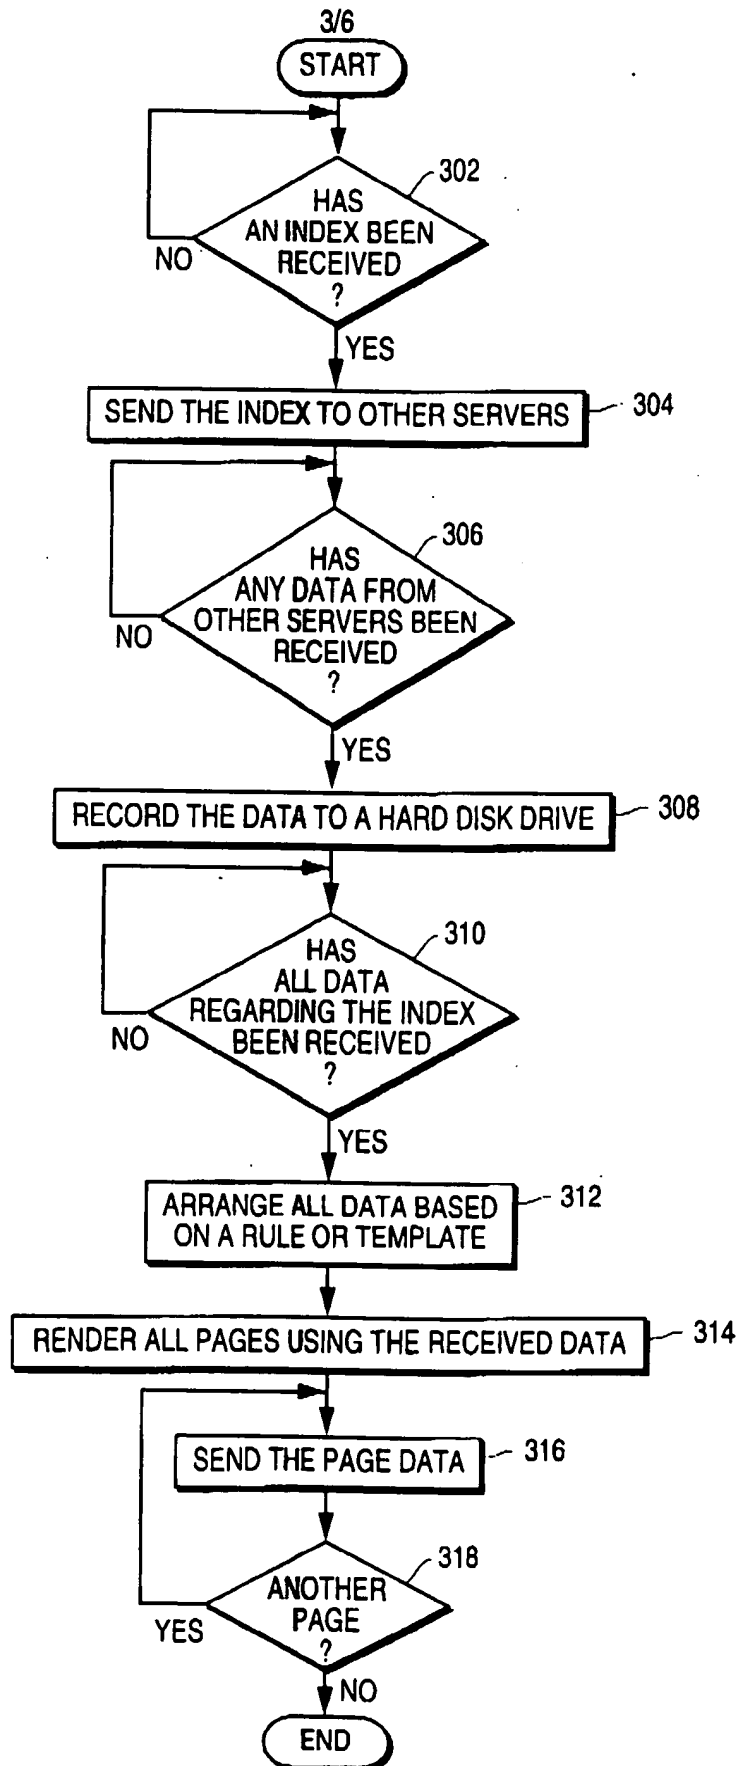 3/6
START
302
HAS
AN INDEX BEEN
RECEIVED
?
NO
YES
SEND THE INDEX TO OTHER SERVERS
304
306
HAS
ANY DATA FROM
OTHER SERVERS BEEN
RECEIVED
?
NO
YES
RECORD THE DATA TO A HARD DISK DRIVE
308
310
HAS
ALL DATA
REGARDING THE INDEX
BEEN RECEIVED
?
NO
YES
ARRANGE ALL DATA BASED
ON A RULE OR TEMPLATE
312
RENDER ALL PAGES USING THE RECEIVED DATA
314
SEND THE PAGE DATA
316
318
ANOTHER
PAGE
?
YES
NO
END